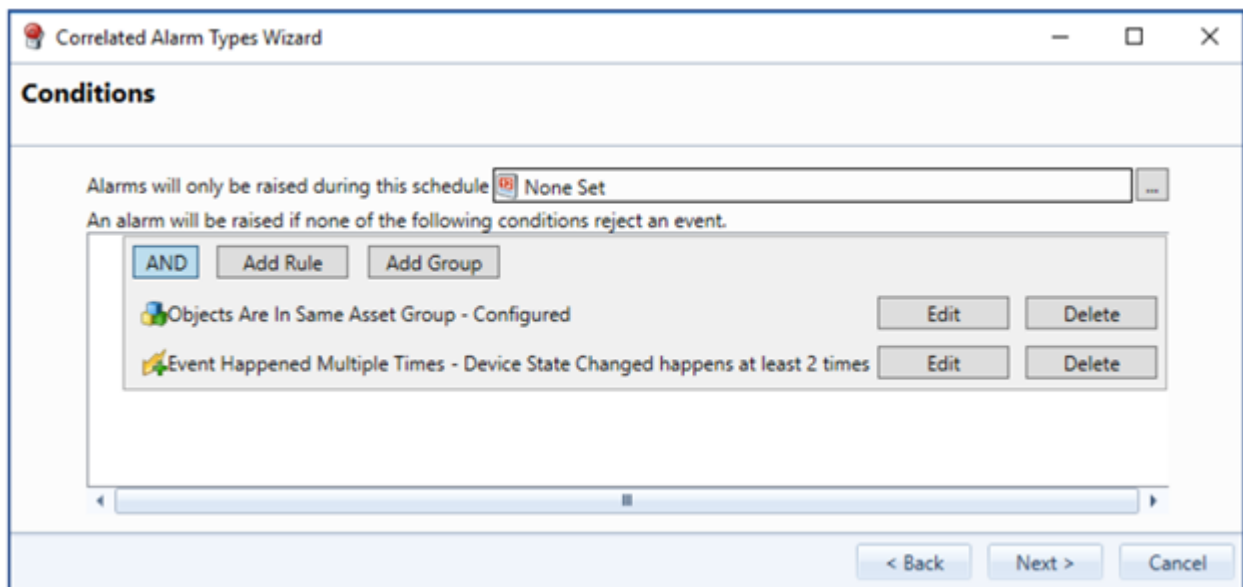 Correlated Alarm Types Wizard
Conditions
Alarms will only be raised during this schedule None Set ...
An alarm will be raised if none of the following conditions reject an event.
AND Add Rule Add Group
Objects Are In Same Asset Group - Configured Edit Delete
Event Happened Multiple Times - Device State Changed happens at least 2 times Edit Delete
< Back Next > Cancel